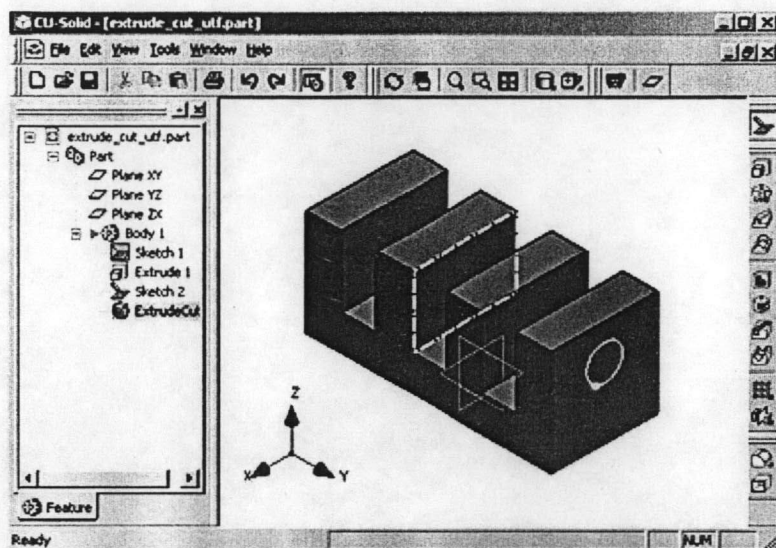 CU-Solid - [extrude_cut_utf.part]
File Edit View Tools Window Help
extrude_cut_utf.part
Part
Plane XY
Plane YZ
Plane ZX
Body 1
Sketch 1
Extrude 1
Sketch 2
ExtrudeCut
Z
X
Y
Feature
Ready
NUM